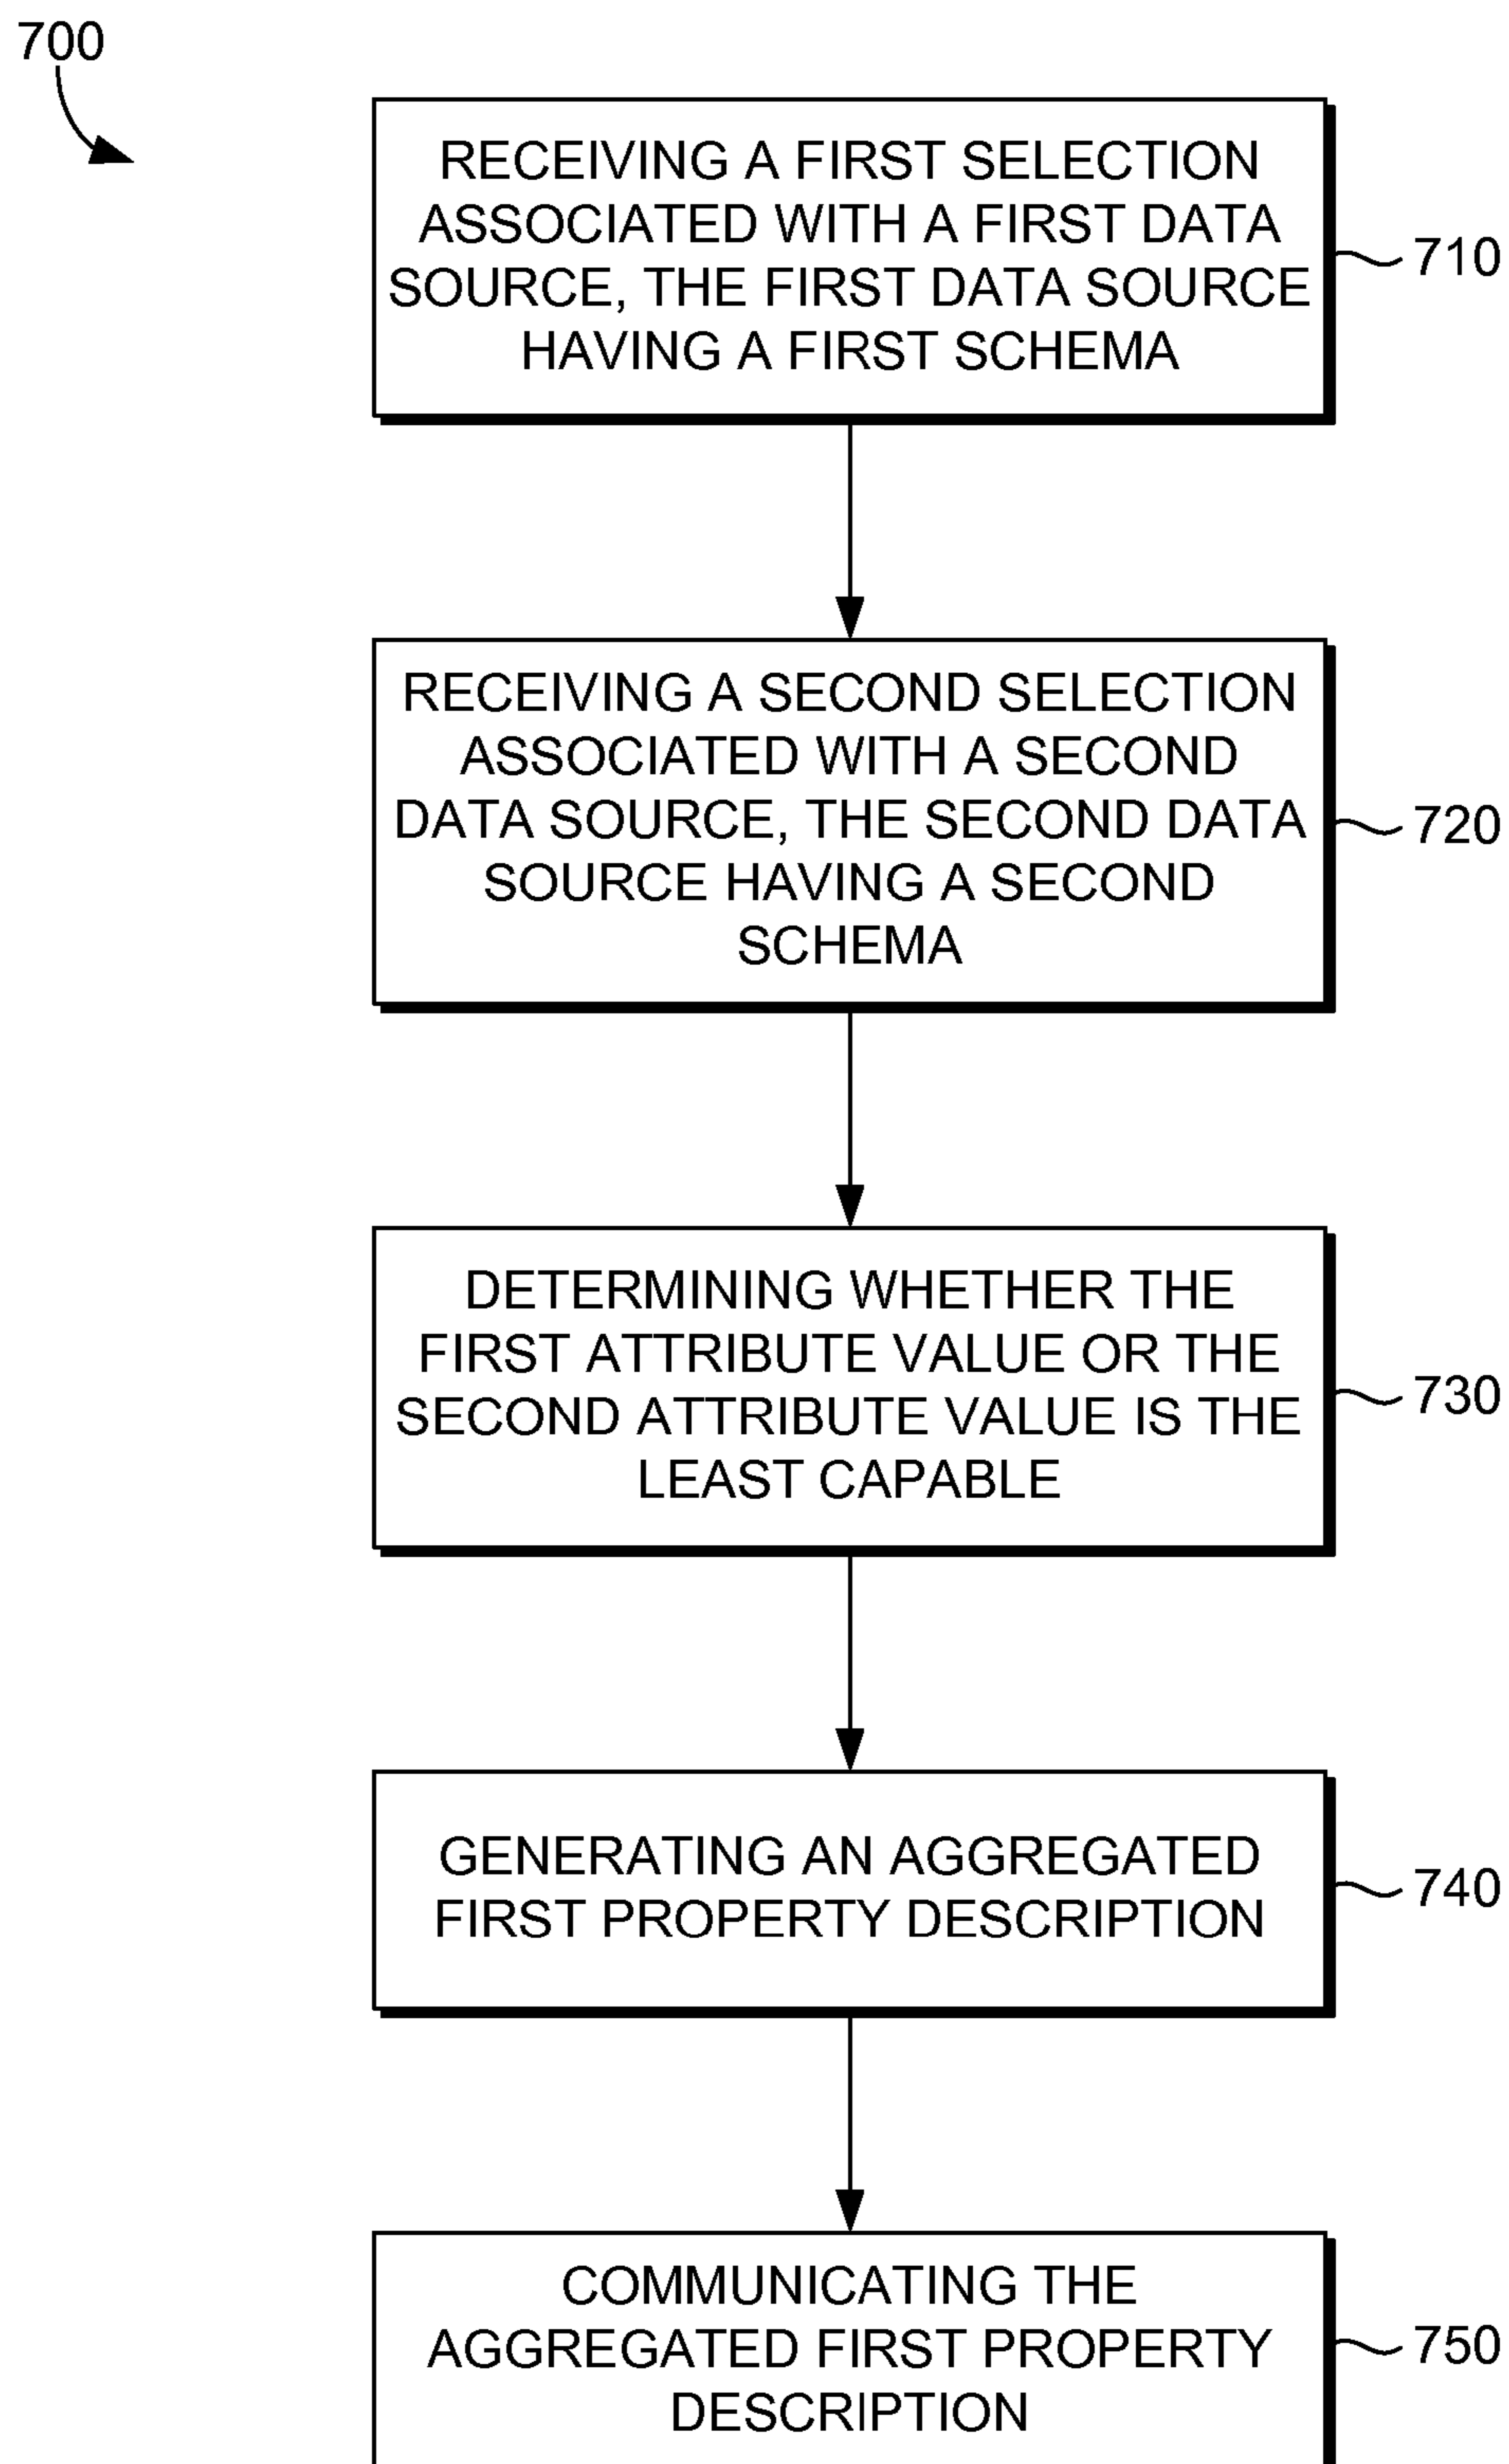 700
RECEIVING A FIRST SELECTION
ASSOCIATED WITH A FIRST DATA
SOURCE, THE FIRST DATA SOURCE
HAVING A FIRST SCHEMA
710
RECEIVING A SECOND SELECTION
ASSOCIATED WITH A SECOND
DATA SOURCE, THE SECOND DATA
SOURCE HAVING A SECOND
SCHEMA
720
DETERMINING WHETHER THE
FIRST ATTRIBUTE VALUE OR THE
SECOND ATTRIBUTE VALUE IS THE
LEAST CAPABLE
730
GENERATING AN AGGREGATED
FIRST PROPERTY DESCRIPTION
740
COMMUNICATING THE
AGGREGATED FIRST PROPERTY
DESCRIPTION
750